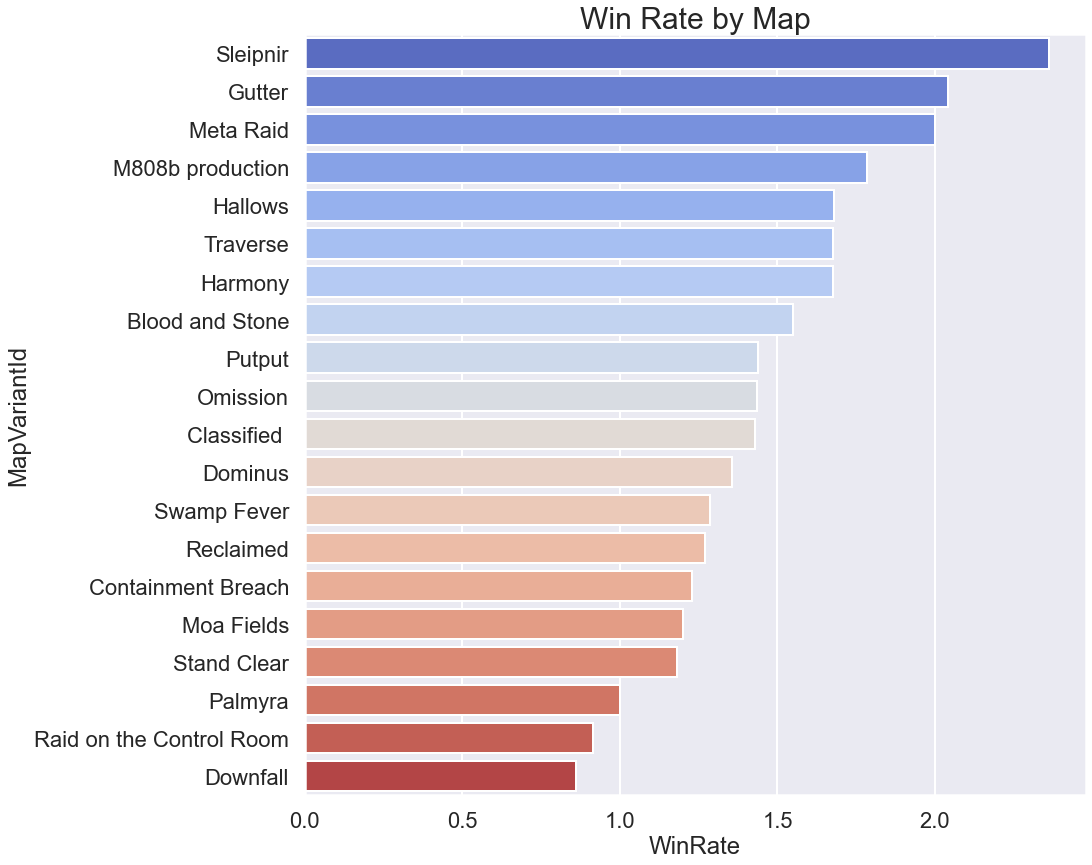 Win Rate by Map
MapVariantId
Sleipnir
Gutter
Meta Raid
M808b production
Hallows
Traverse
Harmony
Blood and Stone
Putput
Omission
Classified
Dominus
Swamp Fever
Reclaimed
Containment Breach
Moa Fields
Stand Clear
Palmyra
Raid on the Control Room
Downfall
0.0 0.5 1.0 1.5 2.0
WinRate